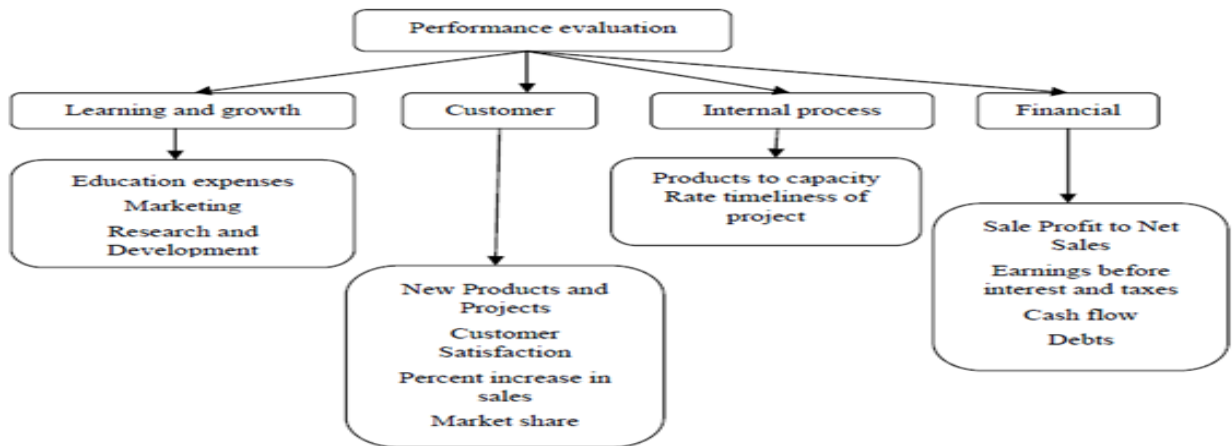 Performance evaluation
Learning and growth
Customer
Internal process
Financial
Education expenses
Marketing
Research and
Development
New Products and
Projects
Customer
Satisfaction
Percent increase in
sales
Market share
Products to capacity
Rate timeliness of
project
Sale Profit to Net
Sales
Earnings before
interest and taxes
Cash flow
Debts